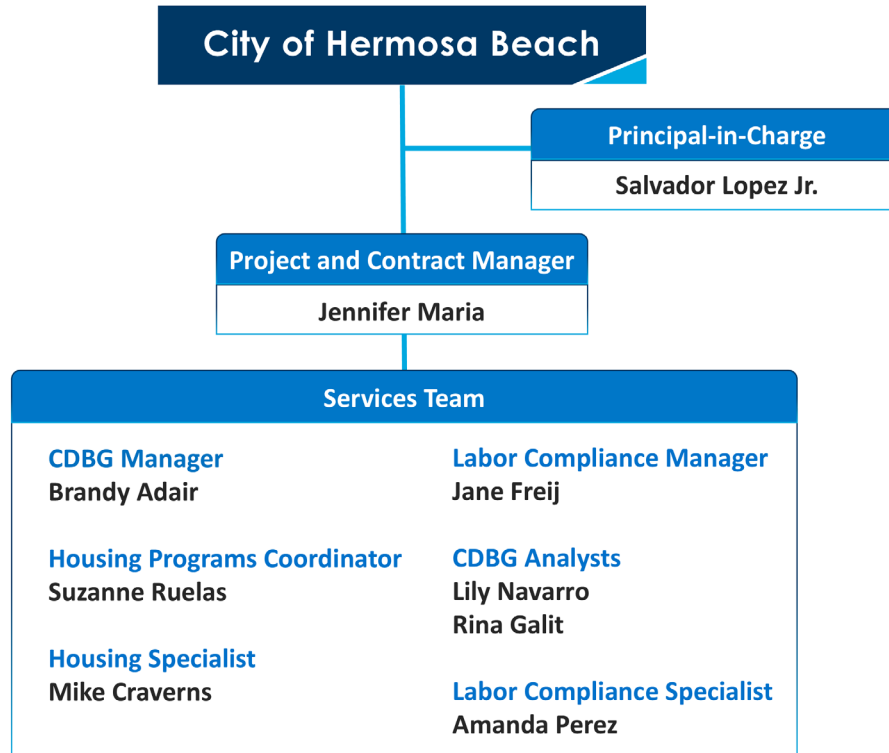 City of Hermosa Beach
Principal-in-Charge
Salvador Lopez Jr.
Project and Contract Manager
Jennifer Maria
Services Team
CDBG Manager
Brandy Adair
Housing Programs Coordinator
Suzanne Ruelas
Housing Specialist
Mike Craverns
Labor Compliance Manager
Jane Freij
CDBG Analysts
Lily Navarro
Rina Galit
Labor Compliance Specialist
Amanda Perez